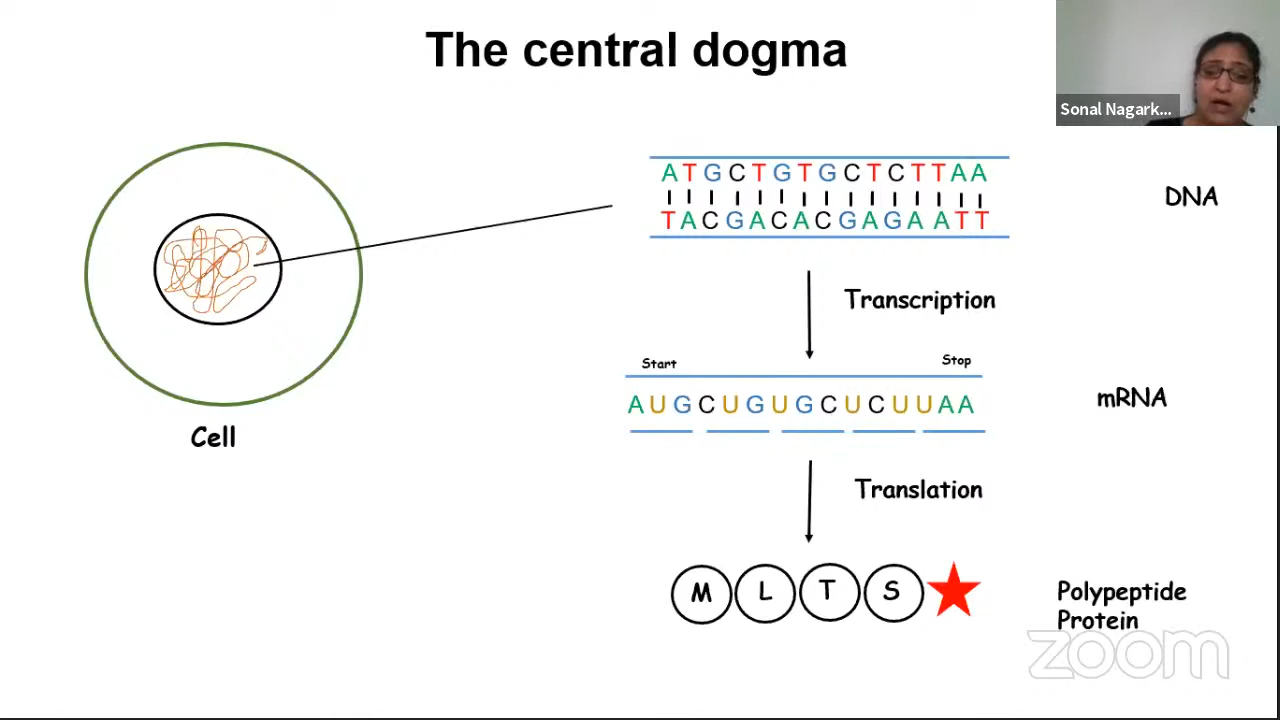 The central dogma
Sonal Nagark...
ATGCTGTGCTCTTAA
TACGACACGAGAATT
DNA
Transcription
Start
Stop
AUGCUGUGCUCUUAA
mRNA
Cell
Translation
M L T S
Polypeptide
Protein
zoom